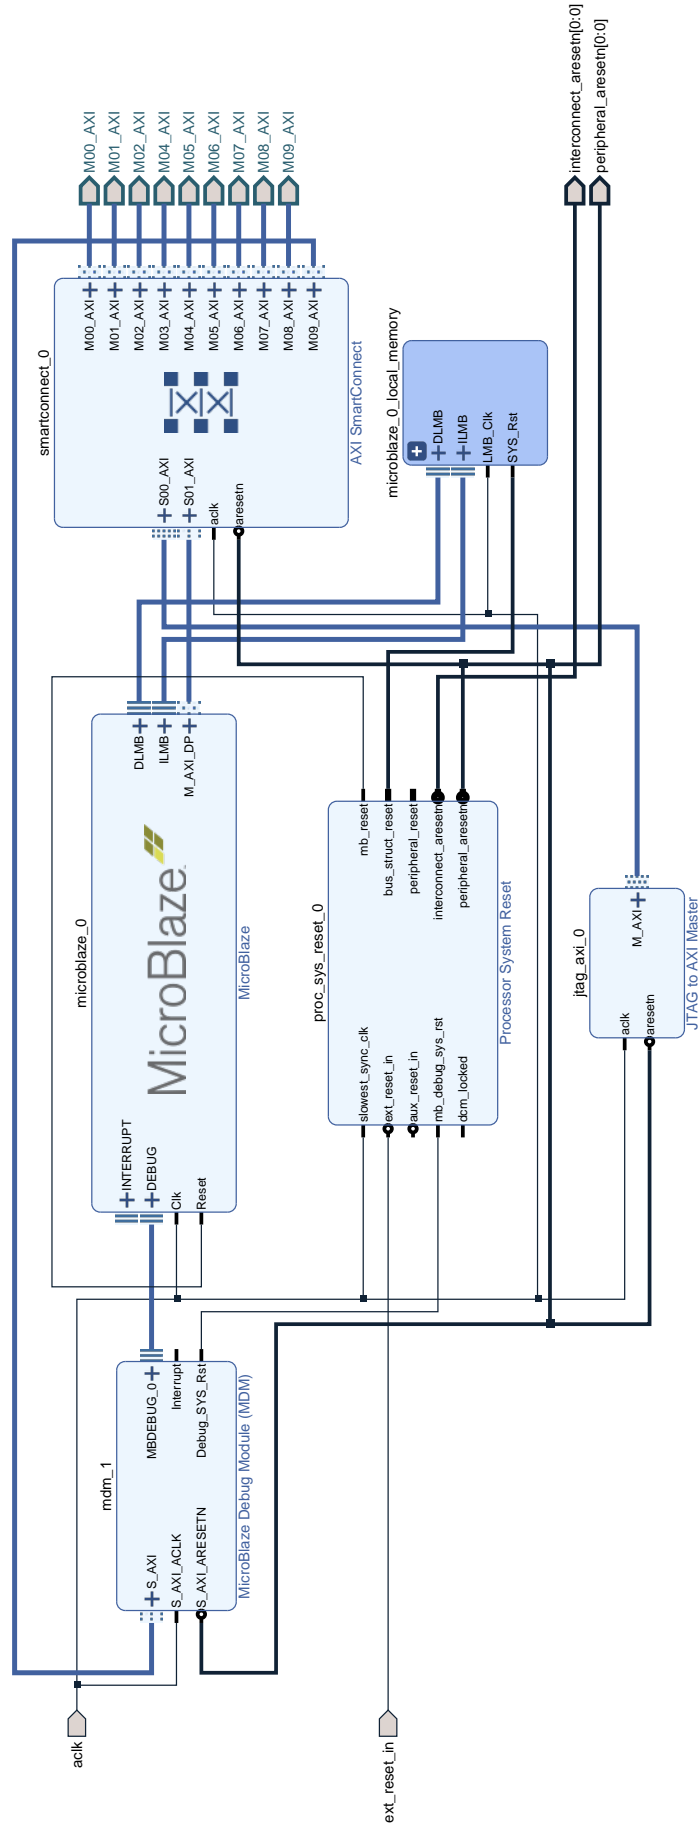 aclk
ext_reset_in
mdm_1
S_AXI
S_AXI_ACLK
S_AXI_ARESETN
MBDEBUG_0
Interrupt
Debug_SYS_Rst
MicroBlaze Debug Module (MDM)
microblaze_0
INTERRUPT
DEBUG
Clk
Reset
MicroBlaze
DLMB
ILMB
M_AXI_DP
MicroBlaze
proc_sys_reset_0
slowest_sync_clk
ext_reset_in
aux_reset_in
mb_debug_sys_rst
dcm_locked
mb_reset
bus_struct_reset
peripheral_reset
interconnect_aresetn
peripheral_aresetn
Processor System Reset
jtag_axi_0
aclk
aresetn
M_AXI
JTAG to AXI Master
smartconnect_0
S00_AXI
S01_AXI
aclk
aresetn
M00_AXI
M01_AXI
M02_AXI
M03_AXI
M04_AXI
M05_AXI
M06_AXI
M07_AXI
M08_AXI
M09_AXI
AXI SmartConnect
microblaze_0_local_memory
DLMB
ILMB
LMB_Clk
SYS_Rst
M00_AXI
M01_AXI
M02_AXI
M04_AXI
M05_AXI
M06_AXI
M07_AXI
M08_AXI
M09_AXI
interconnect_aresetn[0:0]
peripheral_aresetn[0:0]